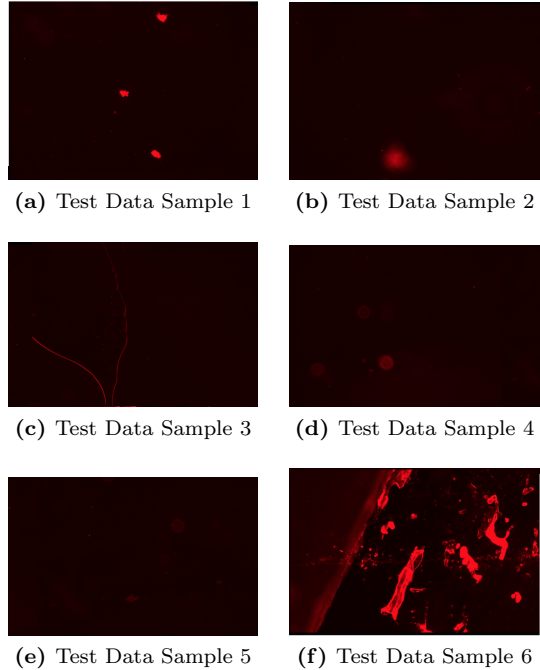 (a) Test Data Sample 1
(b) Test Data Sample 2
(c) Test Data Sample 3
(d) Test Data Sample 4
(e) Test Data Sample 5
(f) Test Data Sample 6